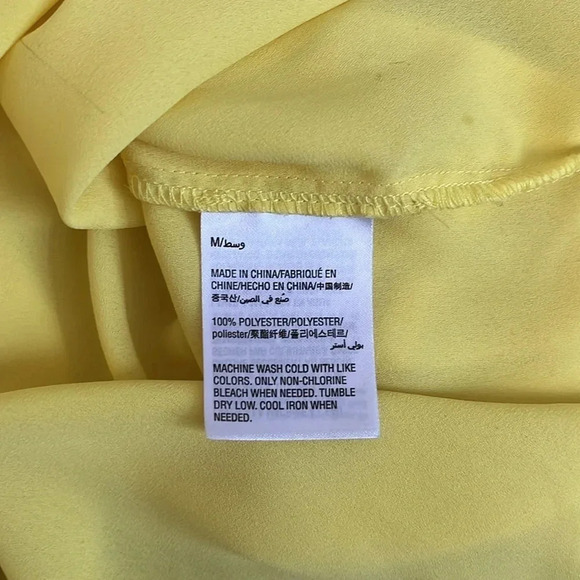 M/وسط
MADE IN CHINA/FABRIQUÉ EN
CHINE/HECHO EN CHINA/中国制造/
중국산/صُنع في الصين
100% POLYESTER/POLYESTER/
poliester/聚酯纤维/폴리에스테르/
بولي أستر
MACHINE WASH COLD WITH LIKE
COLORS. ONLY NON-CHLORINE
BLEACH WHEN NEEDED. TUMBLE
DRY LOW. COOL IRON WHEN
NEEDED.